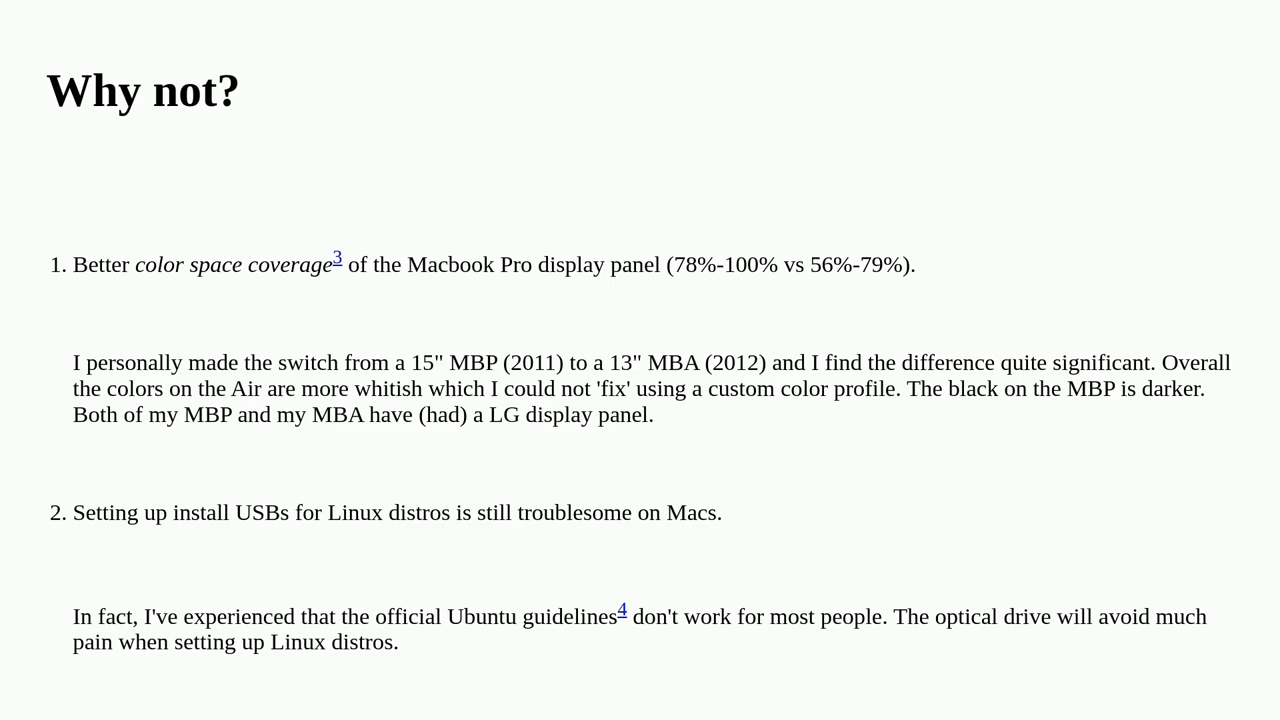 Why not?
1. Better color space coverage3 of the Macbook Pro display panel (78%-100% vs 56%-79%).
I personally made the switch from a 15" MBP (2011) to a 13" MBA (2012) and I find the difference quite significant. Overall
the colors on the Air are more whitish which I could not 'fix' using a custom color profile. The black on the MBP is darker.
Both of my MBP and my MBA have (had) a LG display panel.
2. Setting up install USBs for Linux distros is still troublesome on Macs.
In fact, I've experienced that the official Ubuntu guidelines4 don't work for most people. The optical drive will avoid much
pain when setting up Linux distros.